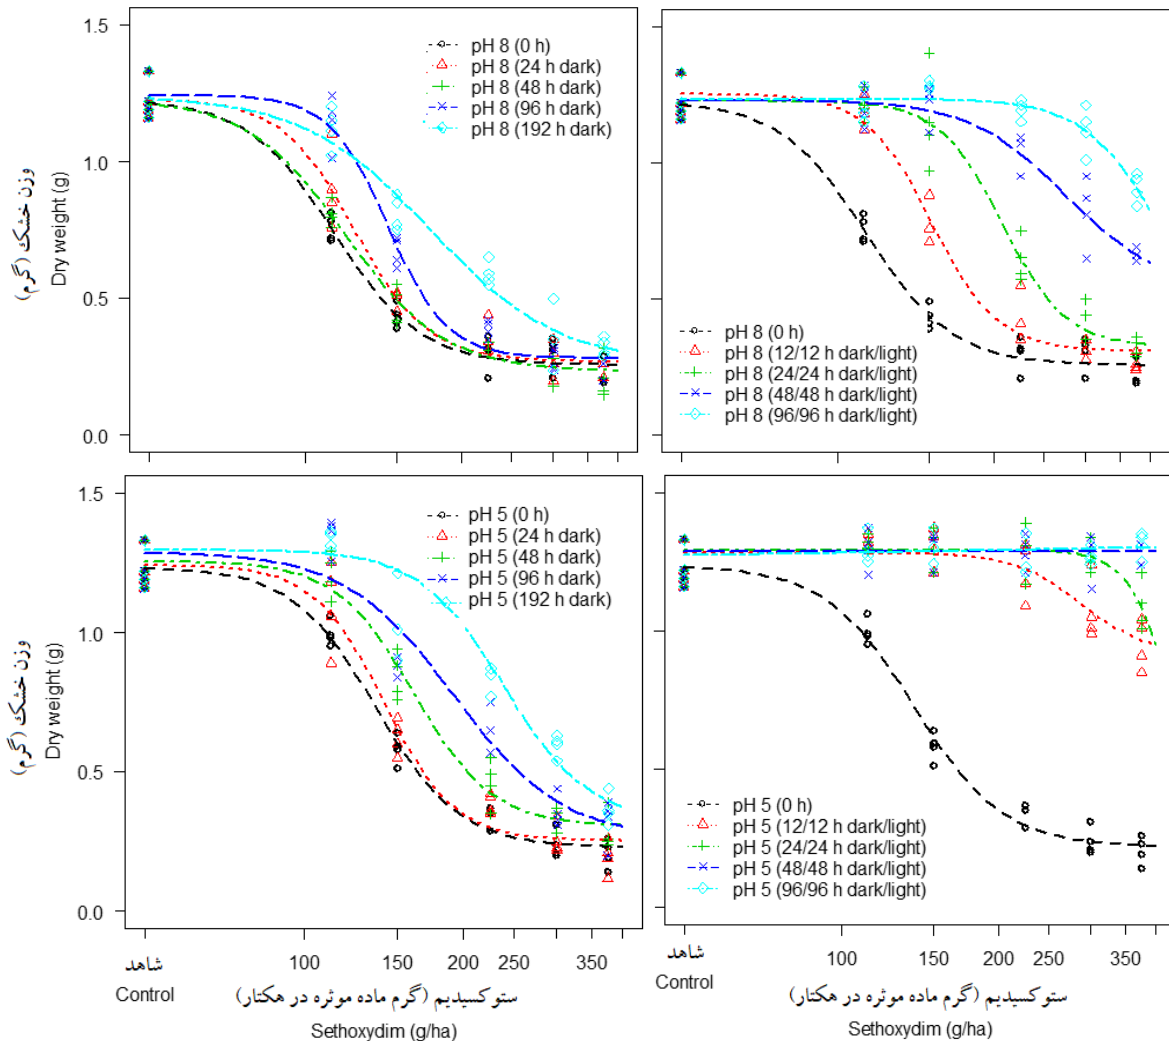 وزن خشک (گرم)
Dry weight (g)
1.5
1.0
0.5
0.0
pH 8 (0 h)
pH 8 (24 h dark)
pH 8 (48 h dark)
pH 8 (96 h dark)
pH 8 (192 h dark)
pH 8 (0 h)
pH 8 (12/12 h dark/light)
pH 8 (24/24 h dark/light)
pH 8 (48/48 h dark/light)
pH 8 (96/96 h dark/light)
وزن خشک (گرم)
Dry weight (g)
1.5
1.0
0.5
0.0
pH 5 (0 h)
pH 5 (24 h dark)
pH 5 (48 h dark)
pH 5 (96 h dark)
pH 5 (192 h dark)
pH 5 (0 h)
pH 5 (12/12 h dark/light)
pH 5 (24/24 h dark/light)
pH 5 (48/48 h dark/light)
pH 5 (96/96 h dark/light)
شاهد
Control
100 150 200 250 350
ستوکسیدیم (گرم ماده موثره در هکتار)
Sethoxydim (g/ha)
شاهد
Control
100 150 200 250 350
ستوکسیدیم (گرم ماده موثره در هکتار)
Sethoxydim (g/ha)